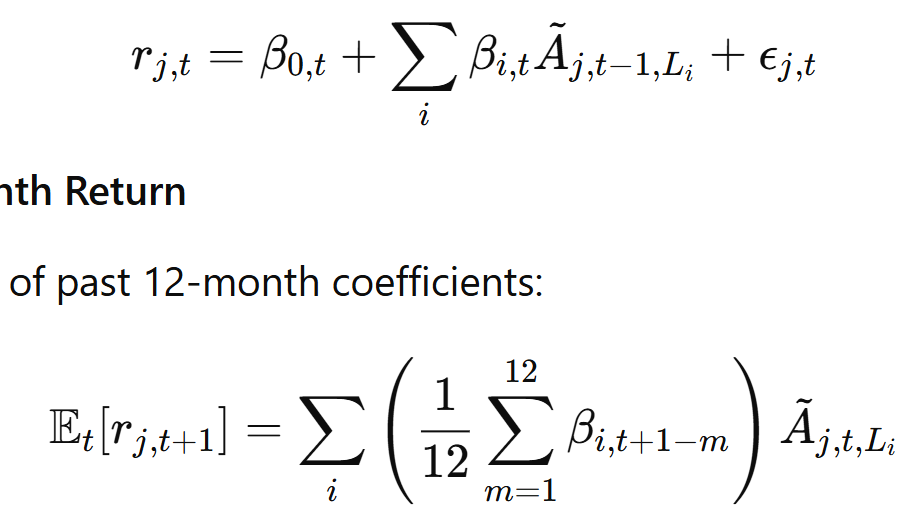 r_{j,t} = β_{0,t} + ∑_i β_{i,t} Ã_{j,t−1,L_i} + ϵ_{j,t}
nth Return
of past 12-month coefficients:
𝔼_t[r_{j,t+1}] = ∑_i ( 1/12 ∑_{m=1}^{12} β_{i,t+1−m} ) Ã_{j,t,L_i}